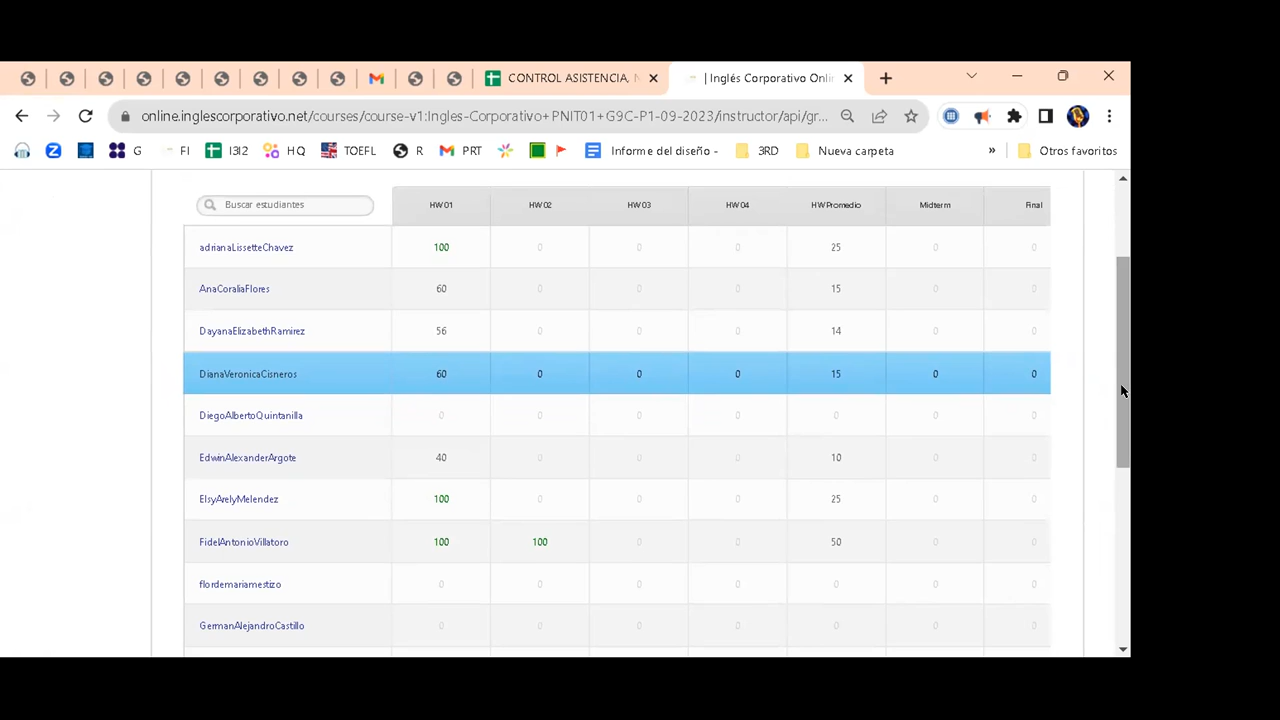 CONTROL ASISTENCIA, N
| Inglés Corporativo Onli
online.inglescorporativo.net/courses/course-v1:Ingles-Corporativo+PNIT01+G9C-P1-09-2023/instructor/api/gr...
G FI I3I2 HQ TOEFL R PRT Informe del diseño - 3RD Nueva carpeta » Otros favoritos
Buscar estudiantes HW 01 HW 02 HW 03 HW 04 HW Promedio Midterm Final
adrianaLissetteChavez 100 0 0 0 25 0 0
AnaCoraliaFlores 60 0 0 0 15 0 0
DayanaElizabethRamirez 56 0 0 0 14 0 0
DianaVeronicaCisneros 60 0 0 0 15 0 0
DiegoAlbertoQuintanilla 0 0 0 0 0 0 0
EdwinAlexanderArgote 40 0 0 0 10 0 0
ElsyArelyMelendez 100 0 0 0 25 0 0
FidelAntonioVillatoro 100 100 0 0 50 0 0
flordemariamestizo 0 0 0 0 0 0 0
GermanAlejandroCastillo 0 0 0 0 0 0 0